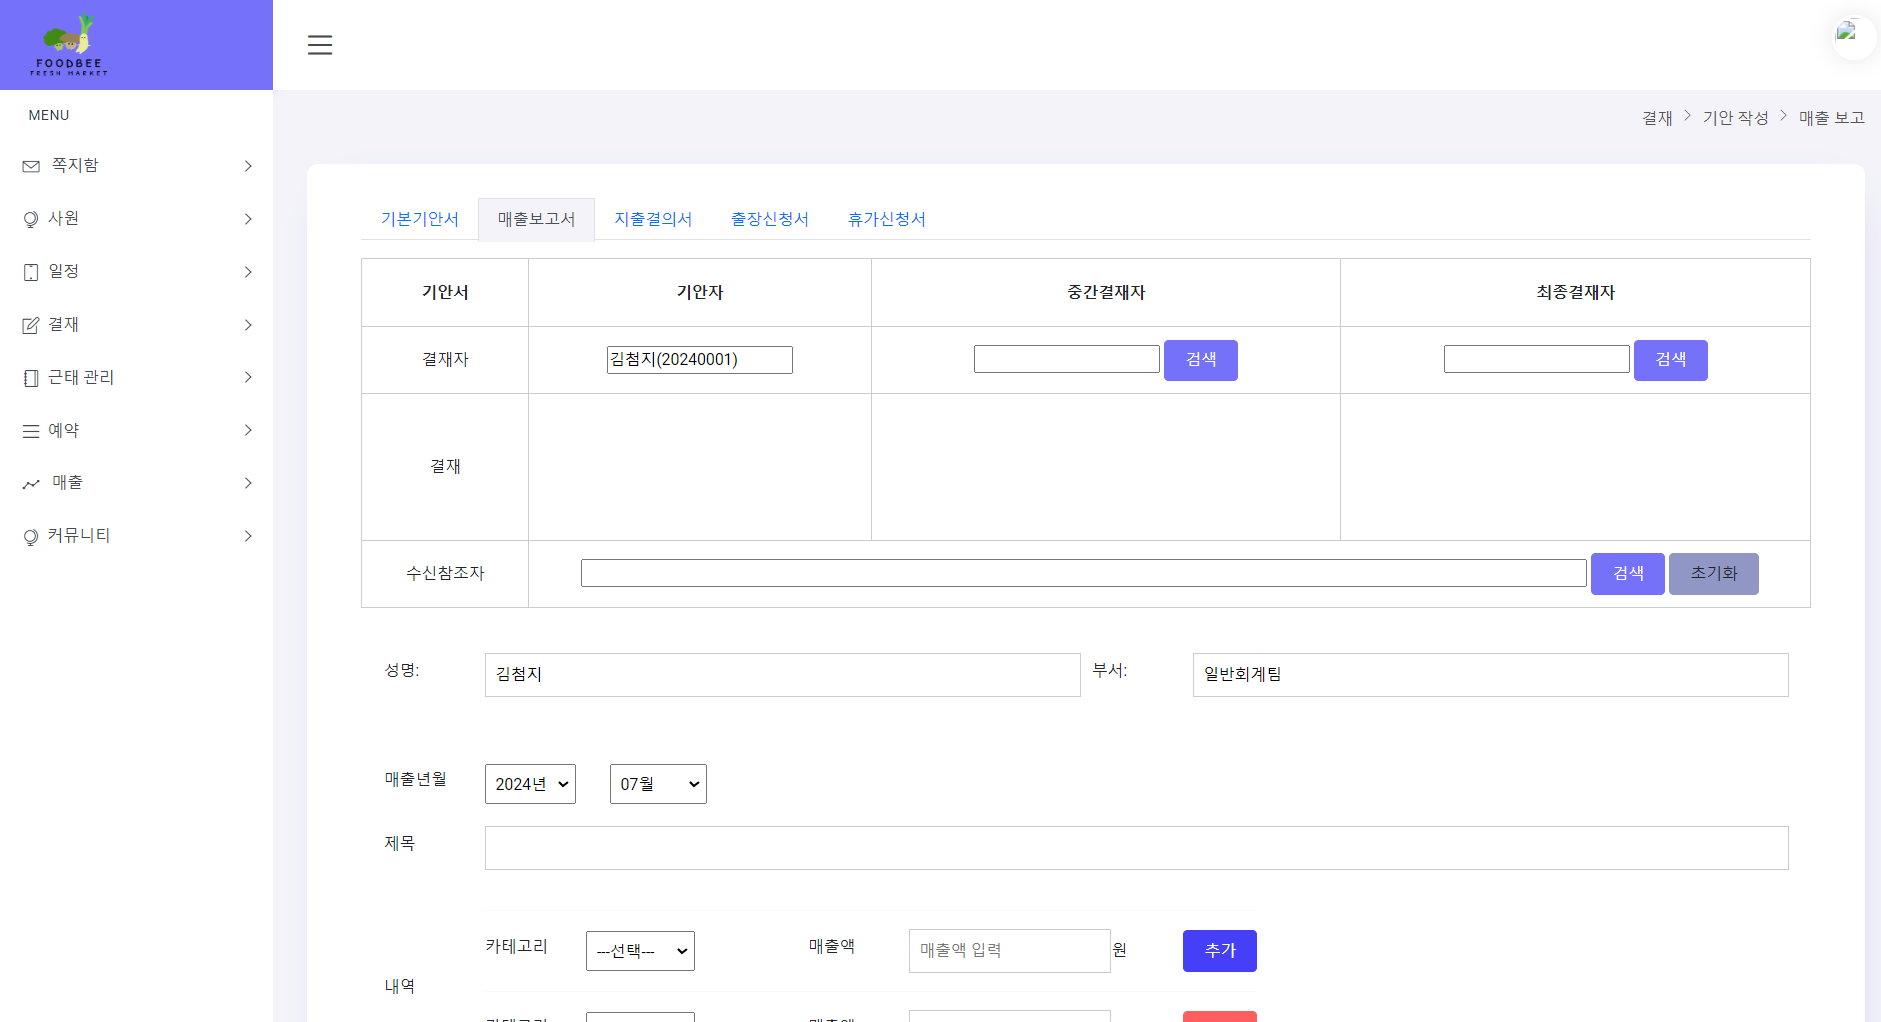 FOODBEE
FRESH MARKET
MENU
쪽지함
사원
일정
결재
근태 관리
예약
매출
커뮤니티
결재 > 기안 작성 > 매출 보고
기본기안서 매출보고서 지출결의서 출장신청서 휴가신청서
기안서 기안자 중간결재자 최종결재자
결재자 김첨지(20240001) 검색 검색
결재
수신참조자 검색 초기화
성명: 김첨지 부서: 일반회계팀
매출년월 2024년 07월
제목
카테고리 ---선택--- 매출액 매출액 입력 원 추가
내역